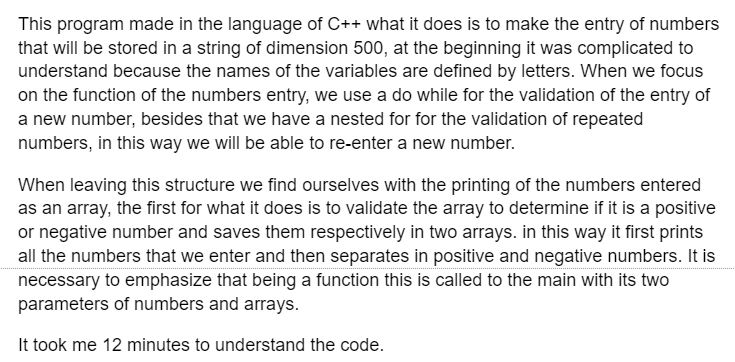 This program made in the language of C++ what it does is to make the entry of numbers
that will be stored in a string of dimension 500, at the beginning it was complicated to
understand because the names of the variables are defined by letters. When we focus
on the function of the numbers entry, we use a do while for the validation of the entry of
a new number, besides that we have a nested for for the validation of repeated
numbers, in this way we will be able to re-enter a new number.
When leaving this structure we find ourselves with the printing of the numbers entered
as an array, the first for what it does is to validate the array to determine if it is a positive
or negative number and saves them respectively in two arrays. in this way it first prints
all the numbers that we enter and then separates in positive and negative numbers. It is
necessary to emphasize that being a function this is called to the main with its two
parameters of numbers and arrays.
It took me 12 minutes to understand the code.